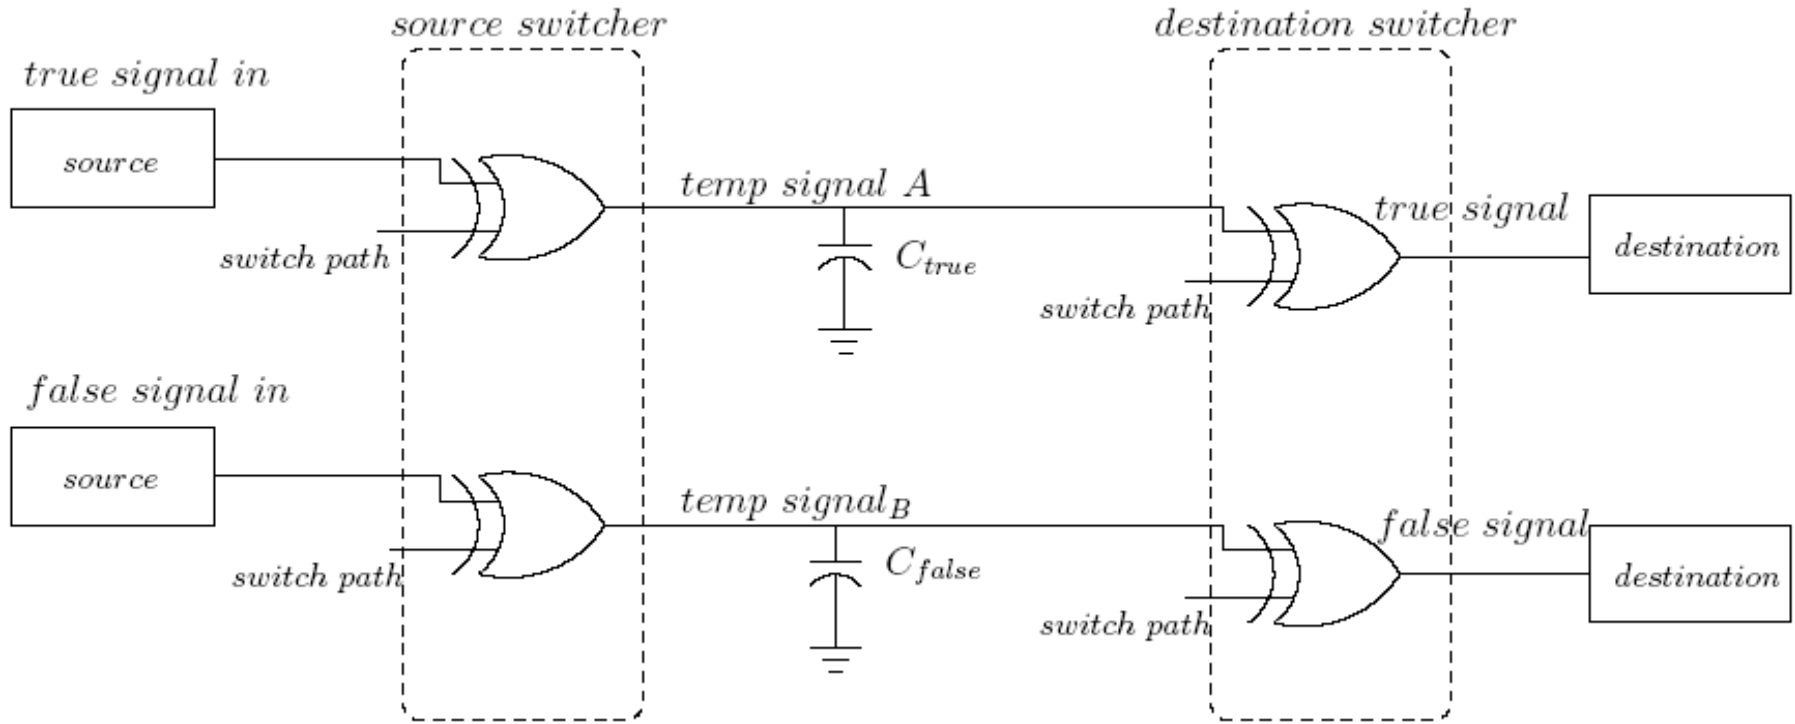 source switcher
destination switcher
true signal in
source
temp signal A
true signal
destination
switch path
C_true
switch path
false signal in
source
temp signal_B
false signal
destination
switch path
C_false
switch path